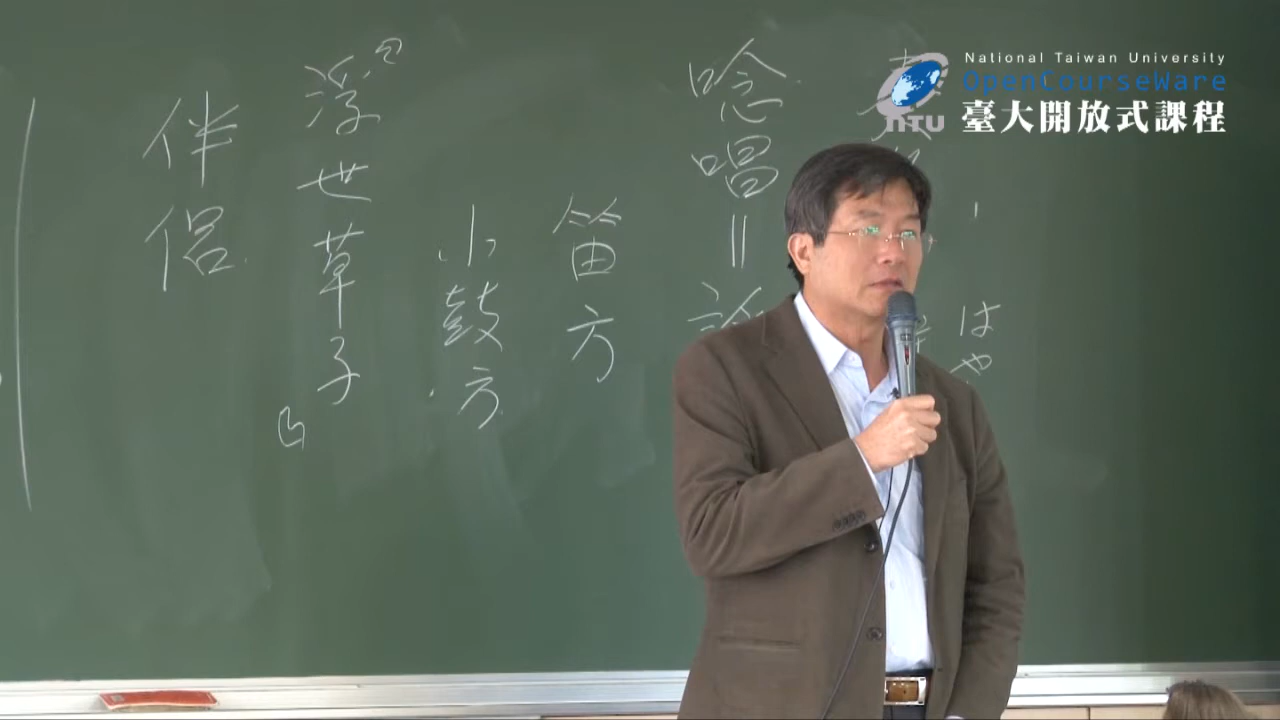 National Taiwan University
OpenCourseWare
臺大開放式課程
NTU
はや
唸唱＝
笛方
小鼓方
『浮世草子』
伴侶